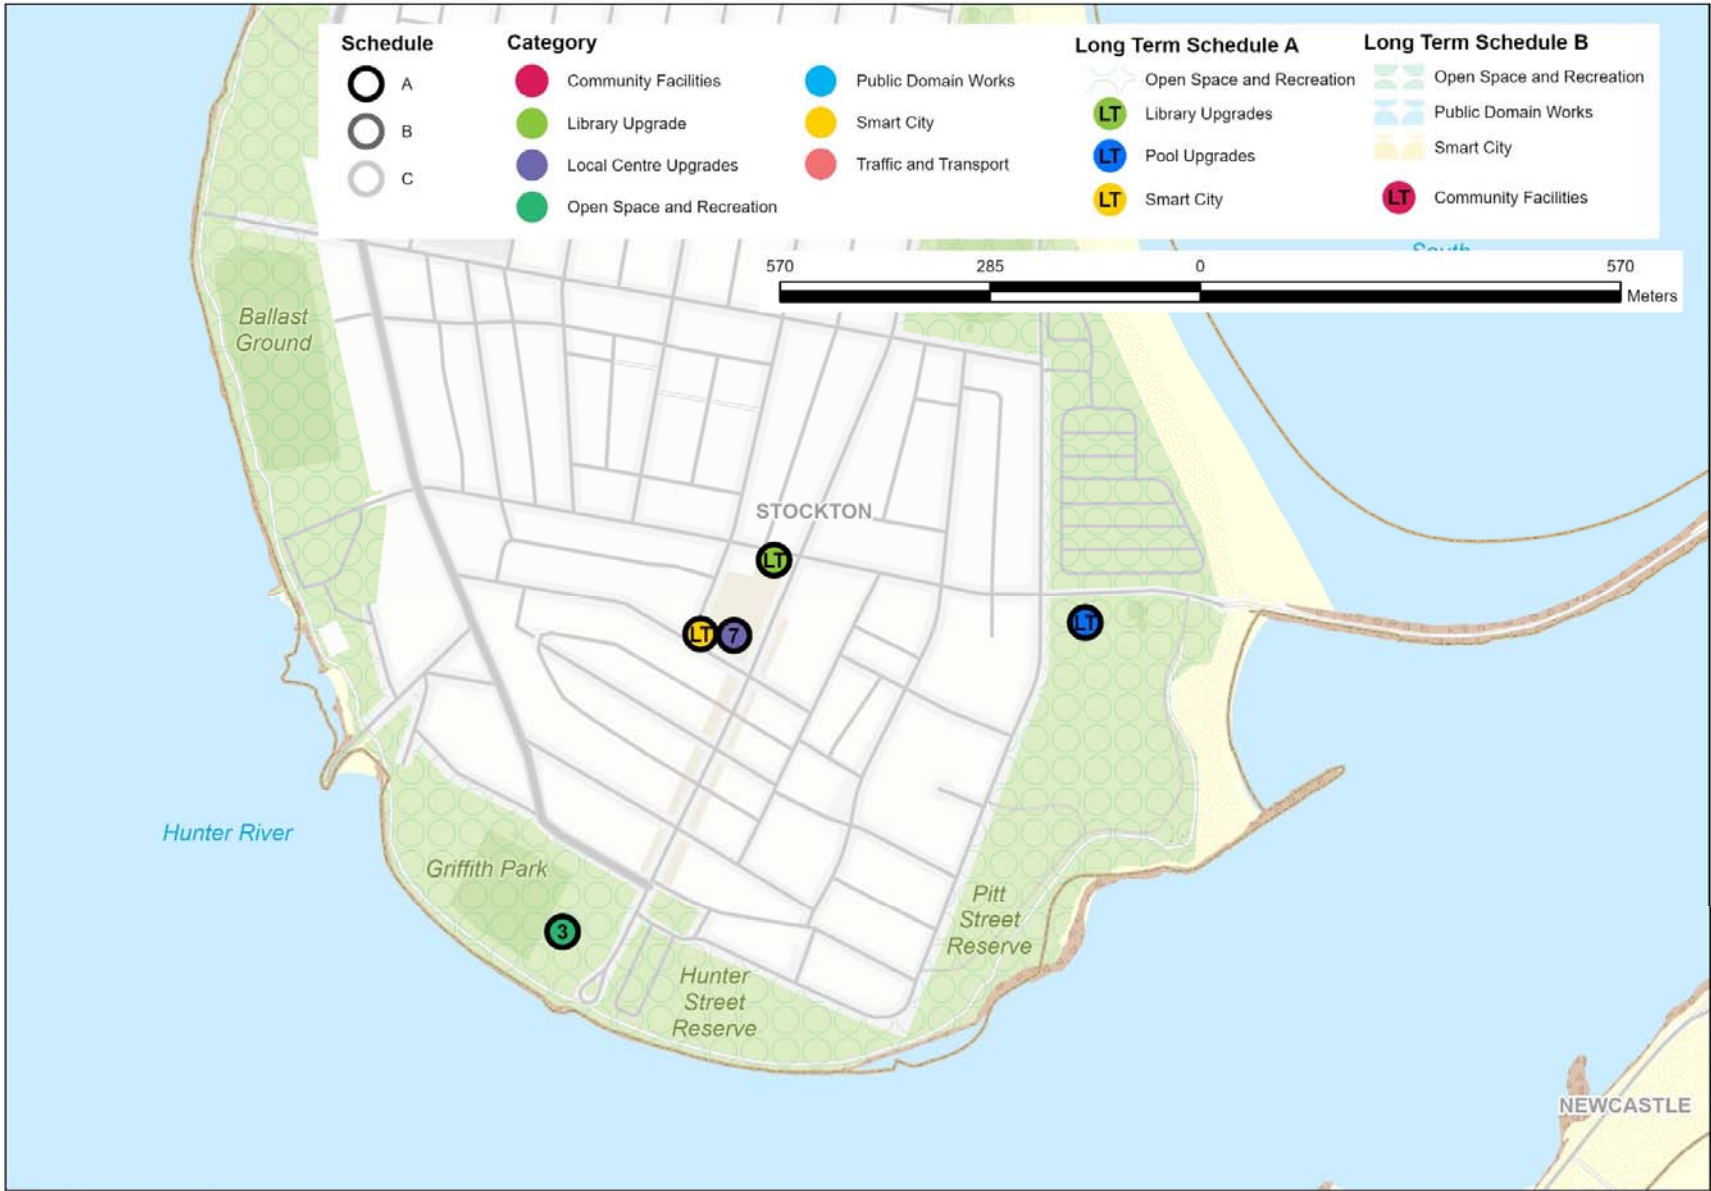 Schedule
A
B
C
Category
Community Facilities
Library Upgrade
Local Centre Upgrades
Open Space and Recreation
Public Domain Works
Smart City
Traffic and Transport
Long Term Schedule A
Open Space and Recreation
LT Library Upgrades
LT Pool Upgrades
LT Smart City
Long Term Schedule B
Open Space and Recreation
Public Domain Works
Smart City
LT Community Facilities
South
570 285 0 570
Meters
Ballast
Ground
STOCKTON
LT
LT 7
LT
Hunter River
Griffith Park
3
Pitt
Street
Reserve
Hunter
Street
Reserve
NEWCASTLE